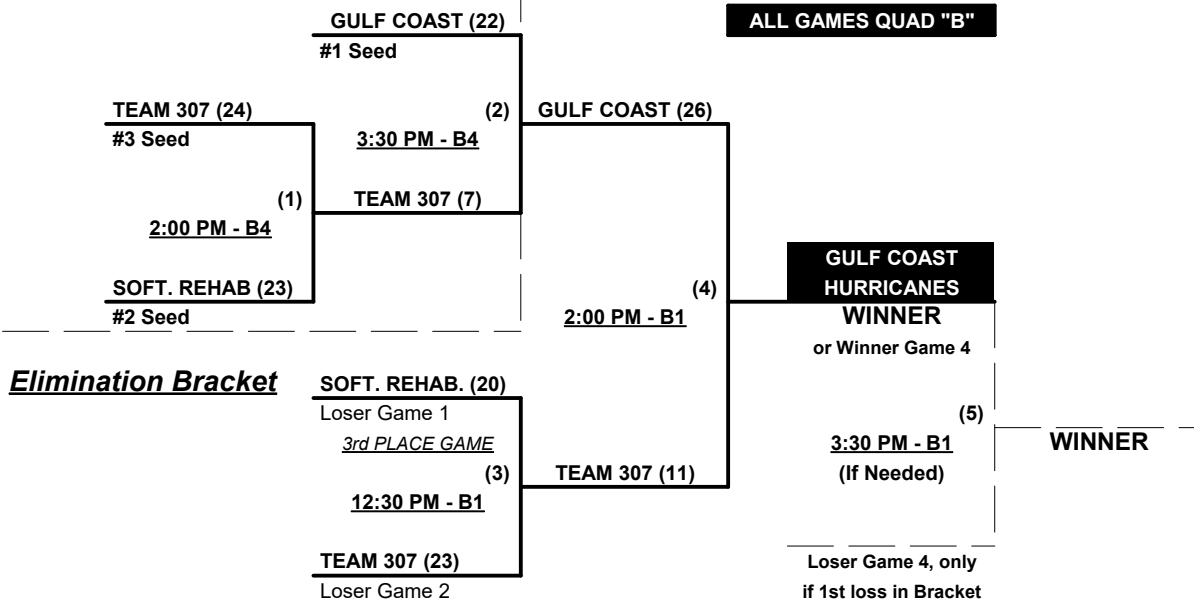 GULF COAST (22)
ALL GAMES QUAD "B"
#1 Seed
TEAM 307 (24)
(2)
GULF COAST (26)
#3 Seed
3:30 PM - B4
(1)
TEAM 307 (7)
2:00 PM - B4
GULF COAST
HURRICANES
SOFT. REHAB (23)
(4)
#2 Seed
2:00 PM - B1
WINNER
or Winner Game 4
Elimination Bracket
SOFT. REHAB. (20)
Loser Game 1
(5)
3rd PLACE GAME
3:30 PM - B1
WINNER
(3)
TEAM 307 (11)
(If Needed)
12:30 PM - B1
TEAM 307 (23)
Loser Game 4, only
Loser Game 2
if 1st loss in Bracket